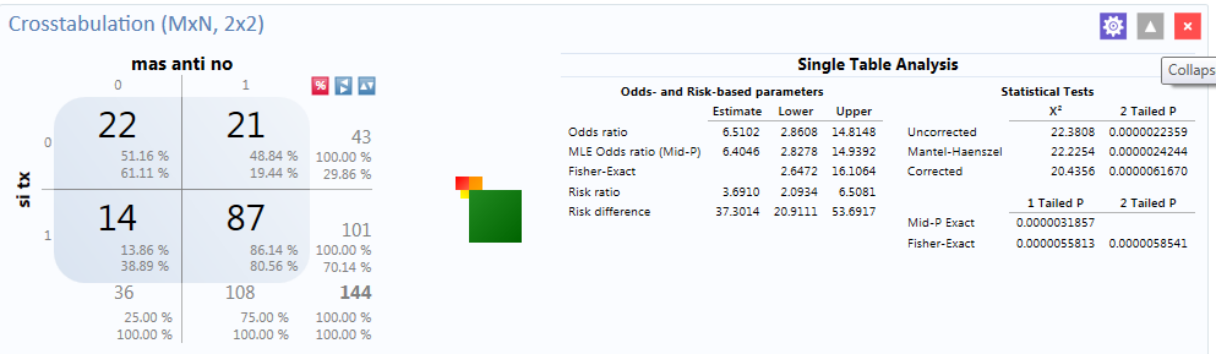 Crosstabulation (MxN, 2x2)
Collaps
mas anti no
0 1
%
si tx
0 22 21 43
51.16 % 48.84 % 100.00 %
61.11 % 19.44 % 29.86 %
1 14 87 101
13.86 % 86.14 % 100.00 %
38.89 % 80.56 % 70.14 %
36 108 144
25.00 % 75.00 % 100.00 %
100.00 % 100.00 % 100.00 %
Single Table Analysis
Odds- and Risk-based parameters
Estimate Lower Upper
Odds ratio 6.5102 2.8608 14.8148
MLE Odds ratio (Mid-P) 6.4046 2.8278 14.9392
Fisher-Exact 2.6472 16.1064
Risk ratio 3.6910 2.0934 6.5081
Risk difference 37.3014 20.9111 53.6917
Statistical Tests
X² 2 Tailed P
Uncorrected 22.3808 0.0000022359
Mantel-Haenszel 22.2254 0.0000024244
Corrected 20.4356 0.0000061670
1 Tailed P 2 Tailed P
Mid-P Exact 0.0000031857
Fisher-Exact 0.0000055813 0.0000058541